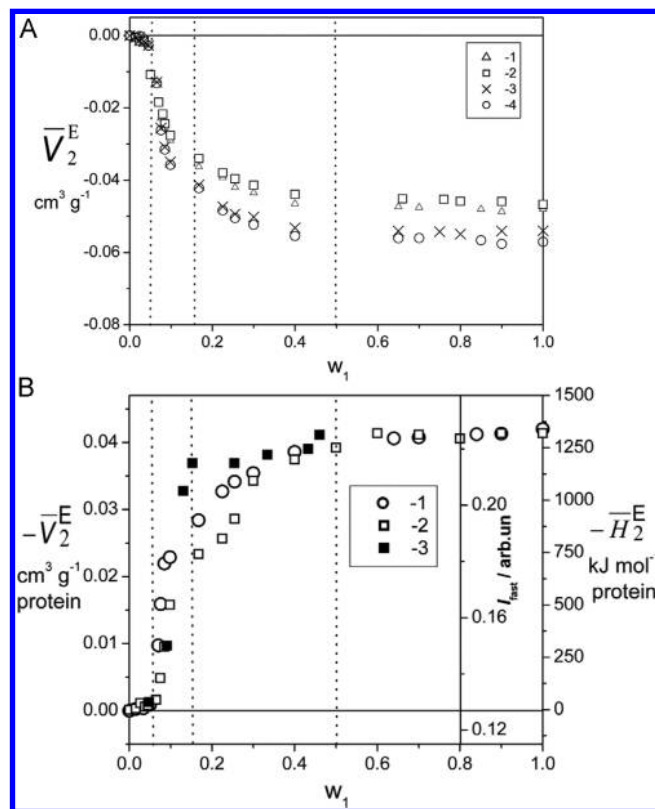 A
0.00
-0.02
-0.04
-0.06
-0.08
V̅₂ᴱ
cm³ g⁻¹
-1
-2
-3
-4
0.0 0.2 0.4 0.6 0.8 1.0
w₁
B
0.04
0.03
0.02
0.01
0.00
-V̅₂ᴱ
cm³ g⁻¹
protein
-1
-2
-3
0.20
0.16
0.12
I_fast / arb.un
1500
1250
1000
750
500
250
0
-H̅₂ᴱ
kJ mol⁻
protein
0.0 0.2 0.4 0.6 0.8 1.0
w₁